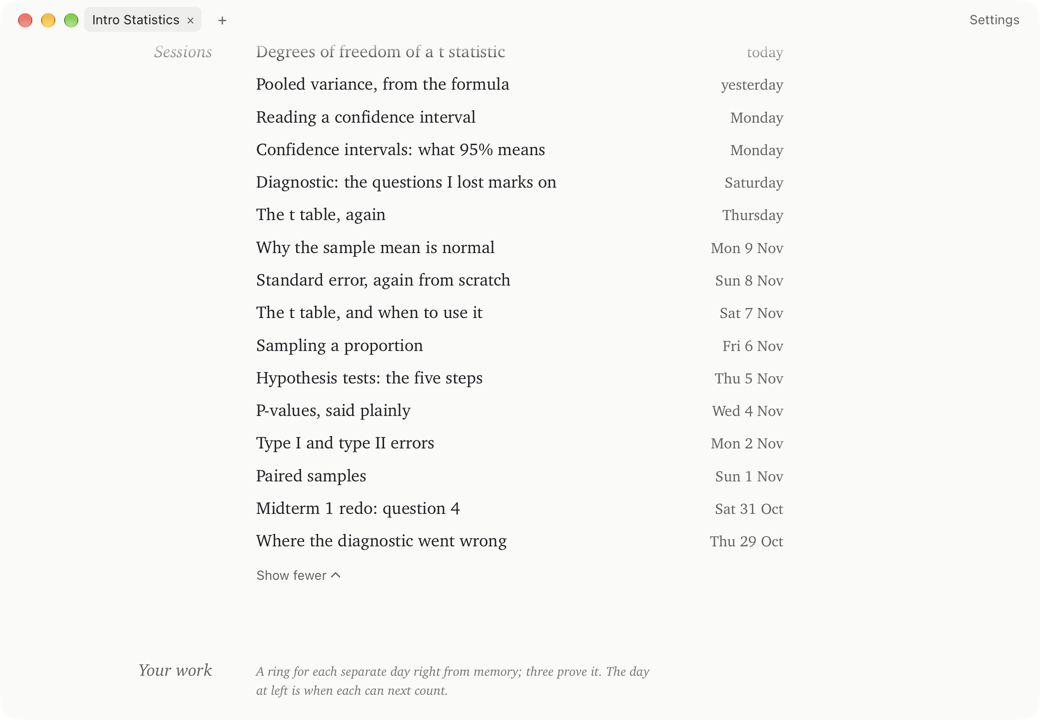 Intro Statistics × +
Settings
Sessions
Degrees of freedom of a t statistic today
Pooled variance, from the formula yesterday
Reading a confidence interval Monday
Confidence intervals: what 95% means Monday
Diagnostic: the questions I lost marks on Saturday
The t table, again Thursday
Why the sample mean is normal Mon 9 Nov
Standard error, again from scratch Sun 8 Nov
The t table, and when to use it Sat 7 Nov
Sampling a proportion Fri 6 Nov
Hypothesis tests: the five steps Thu 5 Nov
P-values, said plainly Wed 4 Nov
Type I and type II errors Mon 2 Nov
Paired samples Sun 1 Nov
Midterm 1 redo: question 4 Sat 31 Oct
Where the diagnostic went wrong Thu 29 Oct
Show fewer
Your work
A ring for each separate day right from memory; three prove it. The day
at left is when each can next count.